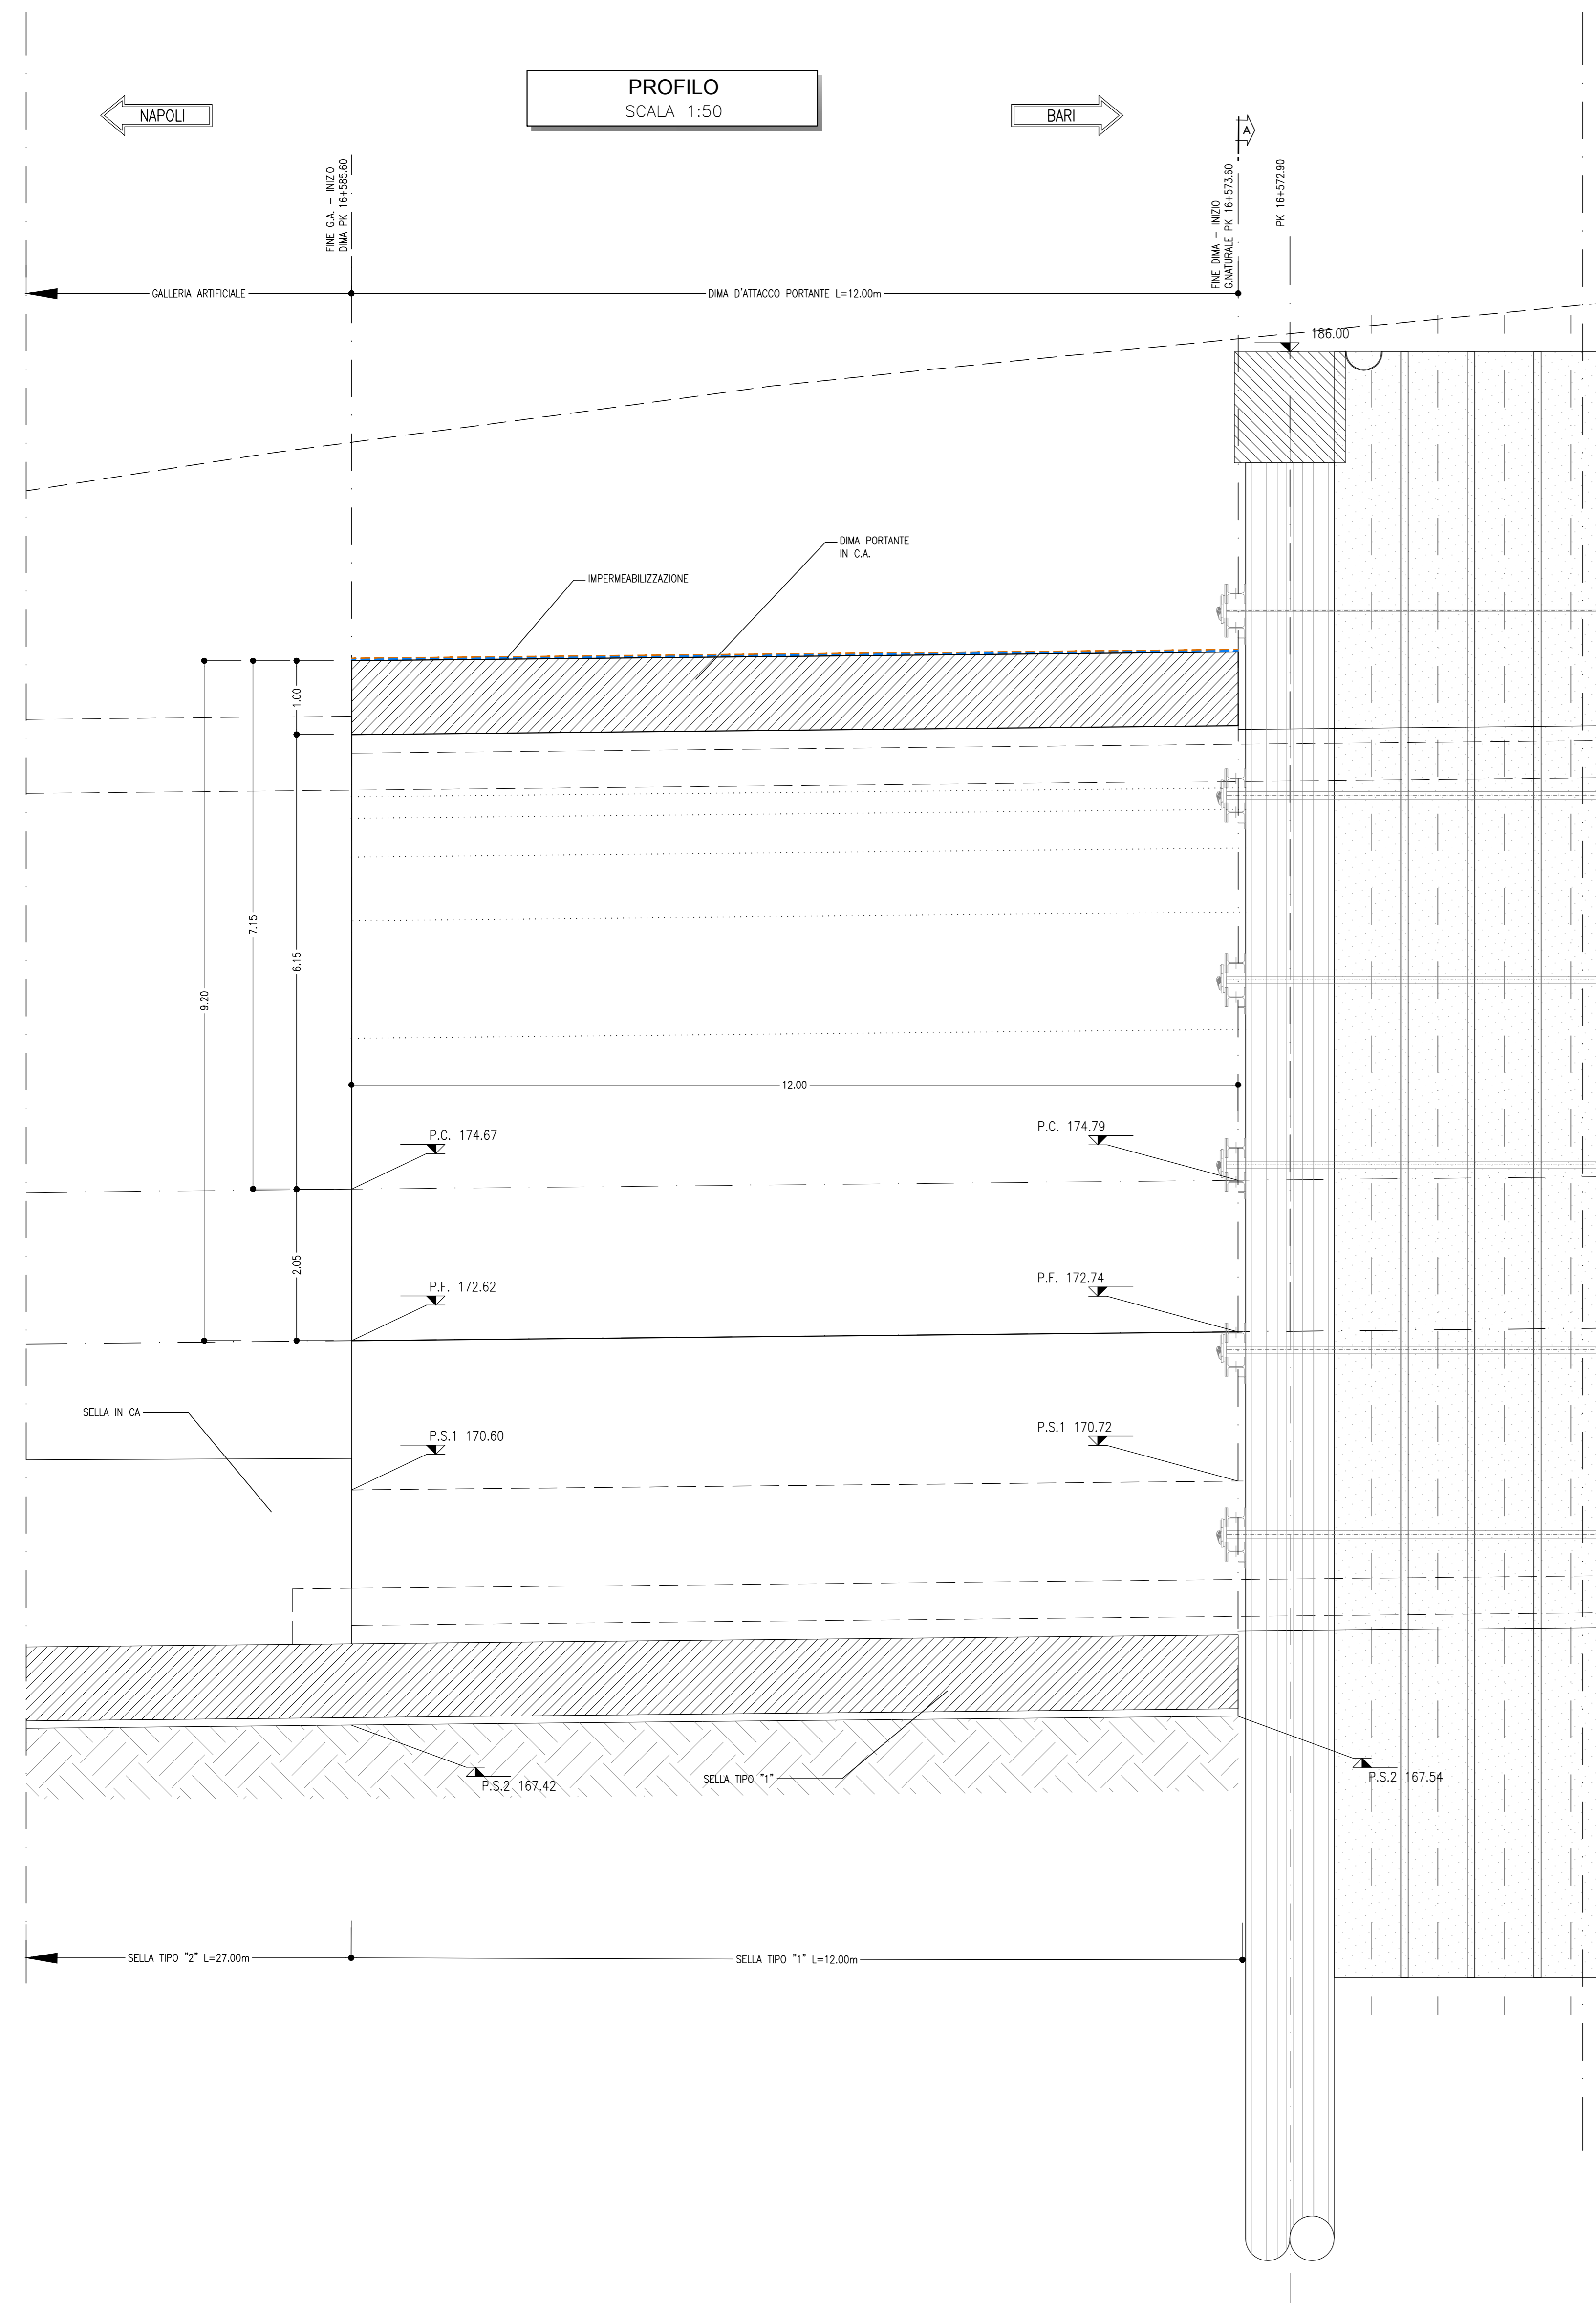 PROFILO
SCALA 1:50
NAPOLI
BARI
A
FINE G.A. - INIZIO
DIMA PK 16+585.60
FINE DIMA - INIZIO
G.NATURALE PK 16+573.60
PK 16+572.90
GALLERIA ARTIFICIALE
DIMA D'ATTACCO PORTANTE L=12.00m
186.00
DIMA PORTANTE
IN C.A.
IMPERMEABILIZZAZIONE
1.00
7.15
6.15
9.20
12.00
P.C. 174.67
P.C. 174.79
2.05
P.F. 172.62
P.F. 172.74
SELLA IN CA
P.S.1 170.60
P.S.1 170.72
P.S.2 167.42
SELLA TIPO "1"
P.S.2 167.54
SELLA TIPO "2" L=27.00m
SELLA TIPO "1" L=12.00m